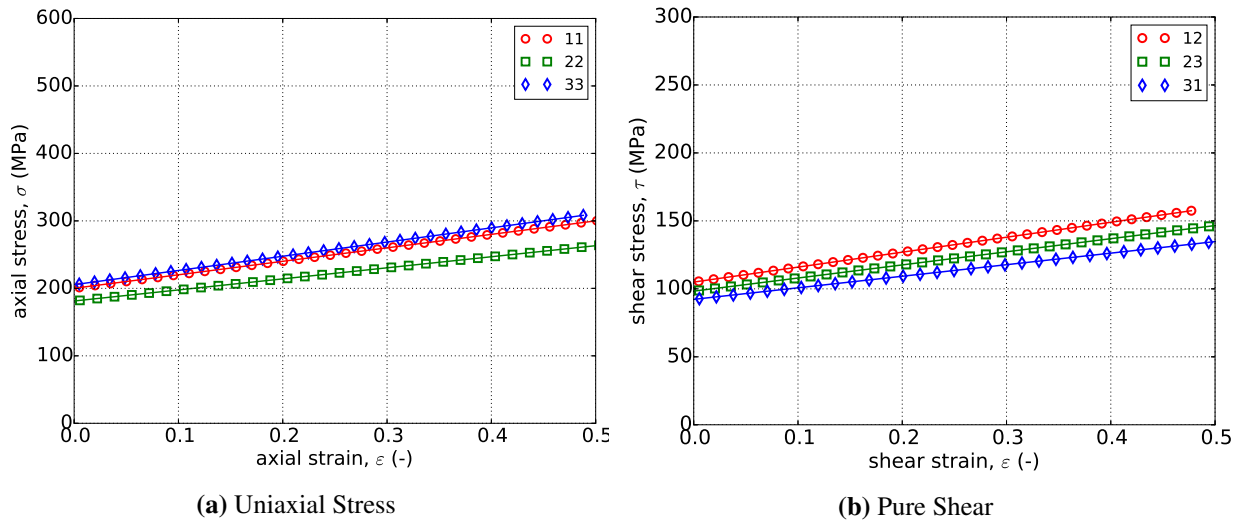 600
500
400
300
200
100
0
0.0 0.1 0.2 0.3 0.4 0.5
axial stress, σ (MPa)
axial strain, ε (-)
11
22
33
(a) Uniaxial Stress
300
250
200
150
100
50
0
0.0 0.1 0.2 0.3 0.4 0.5
shear stress, τ (MPa)
shear strain, ε (-)
12
23
31
(b) Pure Shear